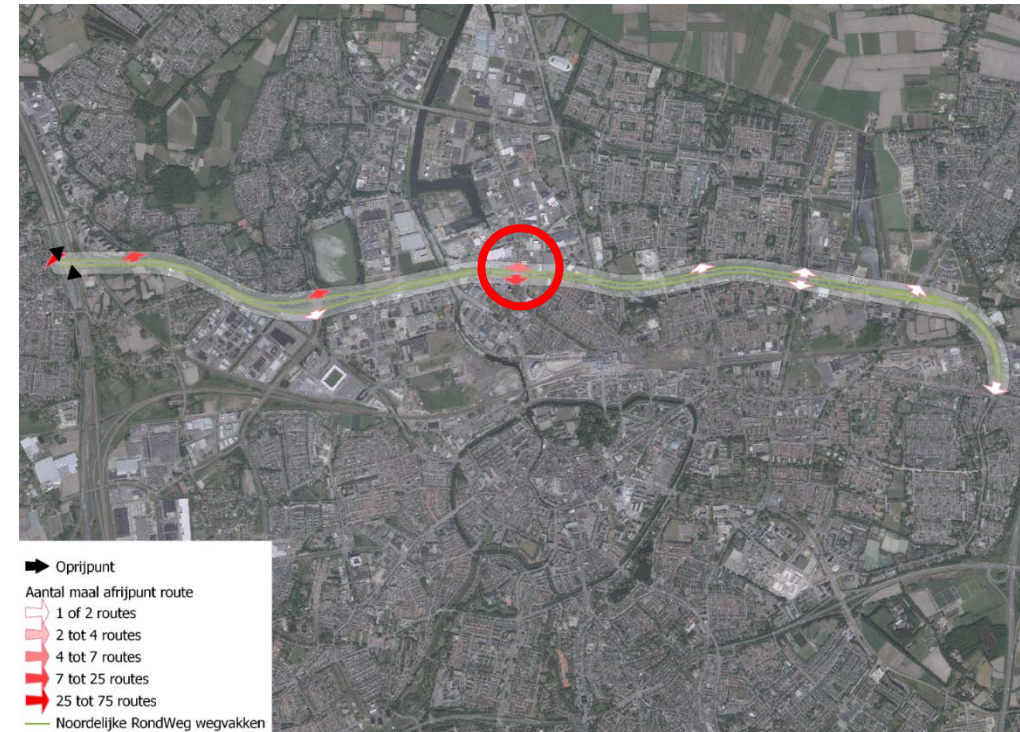 Oprijpunt
Aantal maal afrijpunt route
1 of 2 routes
2 tot 4 routes
4 tot 7 routes
7 tot 25 routes
25 tot 75 routes
Noordelijke RondWeg wegvakken